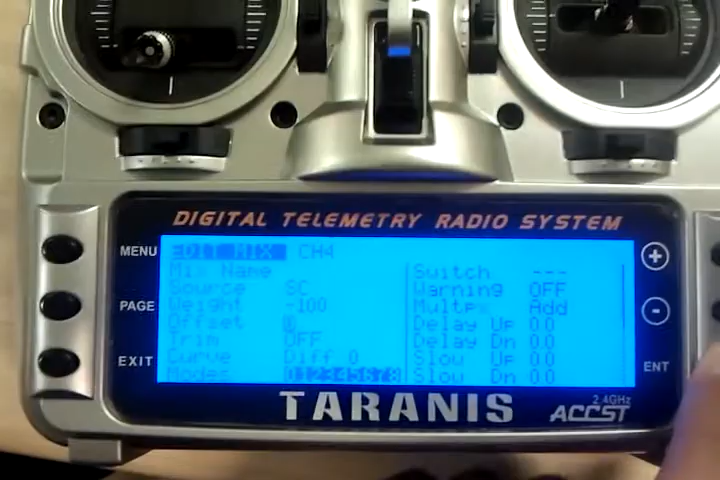 DIGITAL TELEMETRY RADIO SYSTEM
MENU
PAGE
EXIT
EDIT MIX CH4
Mix Name
Source SC
Weight -100
Offset 0
Trim OFF
Curve Diff 0
Modes 012345678
Switch ---
Warning OFF
Multpx Add
Delay Up 0.0
Delay Dn 0.0
Slow Up 0.0
Slow Dn 0.0
+
-
ENT
TARANIS
2.4GHz
ACCST